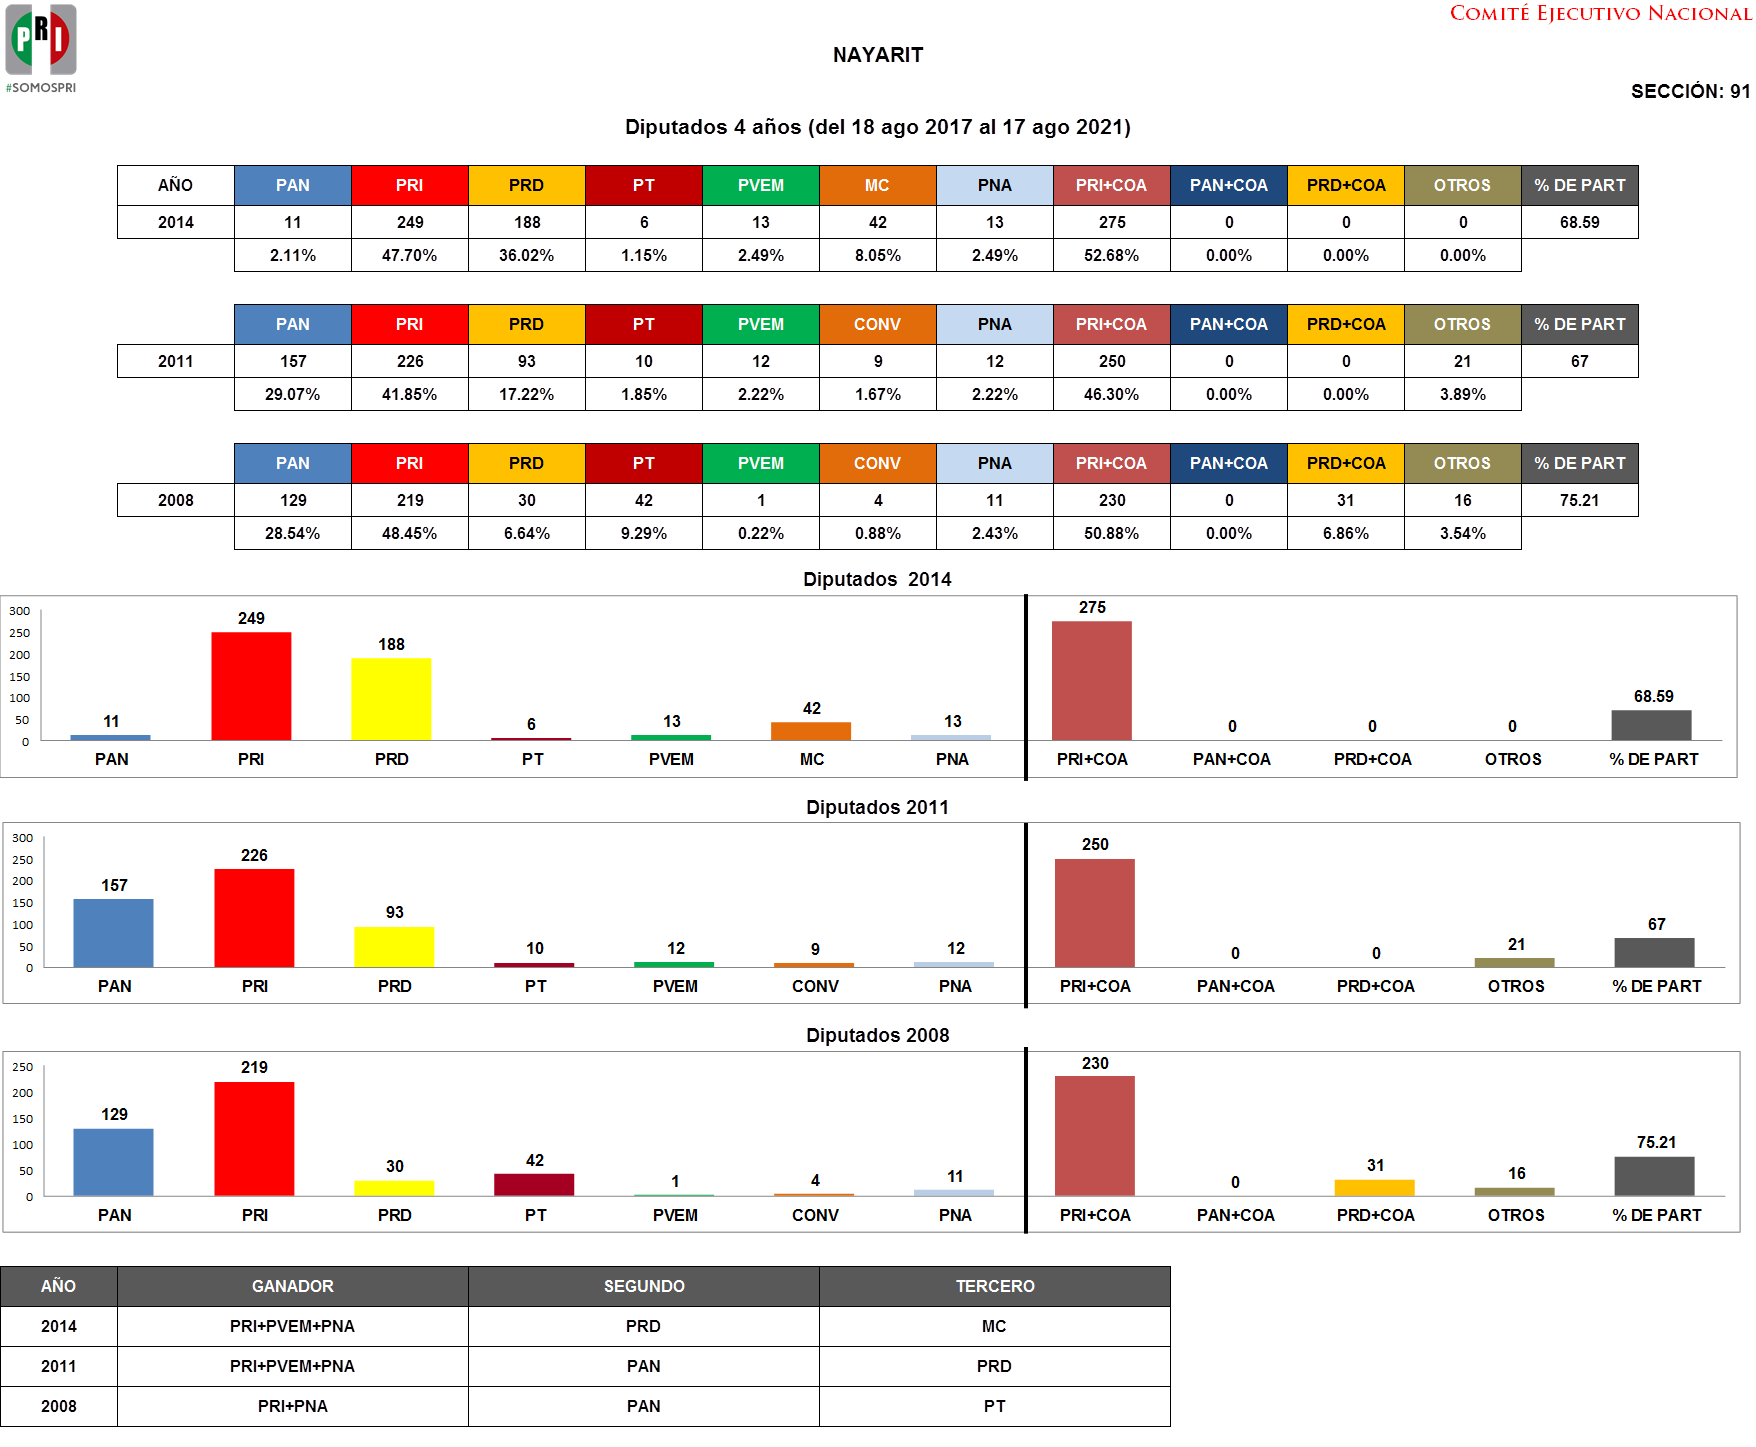 PRI
#SOMOSPRI
COMITÉ EJECUTIVO NACIONAL
NAYARIT
SECCIÓN: 91
Diputados 4 años (del 18 ago 2017 al 17 ago 2021)
AÑO PAN PRI PRD PT PVEM MC PNA PRI+COA PAN+COA PRD+COA OTROS % DE PART
2014 11 249 188 6 13 42 13 275 0 0 0 68.59
2.11% 47.70% 36.02% 1.15% 2.49% 8.05% 2.49% 52.68% 0.00% 0.00% 0.00%
PAN PRI PRD PT PVEM CONV PNA PRI+COA PAN+COA PRD+COA OTROS % DE PART
2011 157 226 93 10 12 9 12 250 0 0 21 67
29.07% 41.85% 17.22% 1.85% 2.22% 1.67% 2.22% 46.30% 0.00% 0.00% 3.89%
PAN PRI PRD PT PVEM CONV PNA PRI+COA PAN+COA PRD+COA OTROS % DE PART
2008 129 219 30 42 1 4 11 230 0 31 16 75.21
28.54% 48.45% 6.64% 9.29% 0.22% 0.88% 2.43% 50.88% 0.00% 6.86% 3.54%
Diputados 2014
300
250
200
150
100
50
0
11 249 188 6 13 42 13 275 0 0 0 68.59
PAN PRI PRD PT PVEM MC PNA PRI+COA PAN+COA PRD+COA OTROS % DE PART
Diputados 2011
300
250
200
150
100
50
0
157 226 93 10 12 9 12 250 0 0 21 67
PAN PRI PRD PT PVEM CONV PNA PRI+COA PAN+COA PRD+COA OTROS % DE PART
Diputados 2008
250
200
150
100
50
0
129 219 30 42 1 4 11 230 0 31 16 75.21
PAN PRI PRD PT PVEM CONV PNA PRI+COA PAN+COA PRD+COA OTROS % DE PART
AÑO GANADOR SEGUNDO TERCERO
2014 PRI+PVEM+PNA PRD MC
2011 PRI+PVEM+PNA PAN PRD
2008 PRI+PNA PAN PT